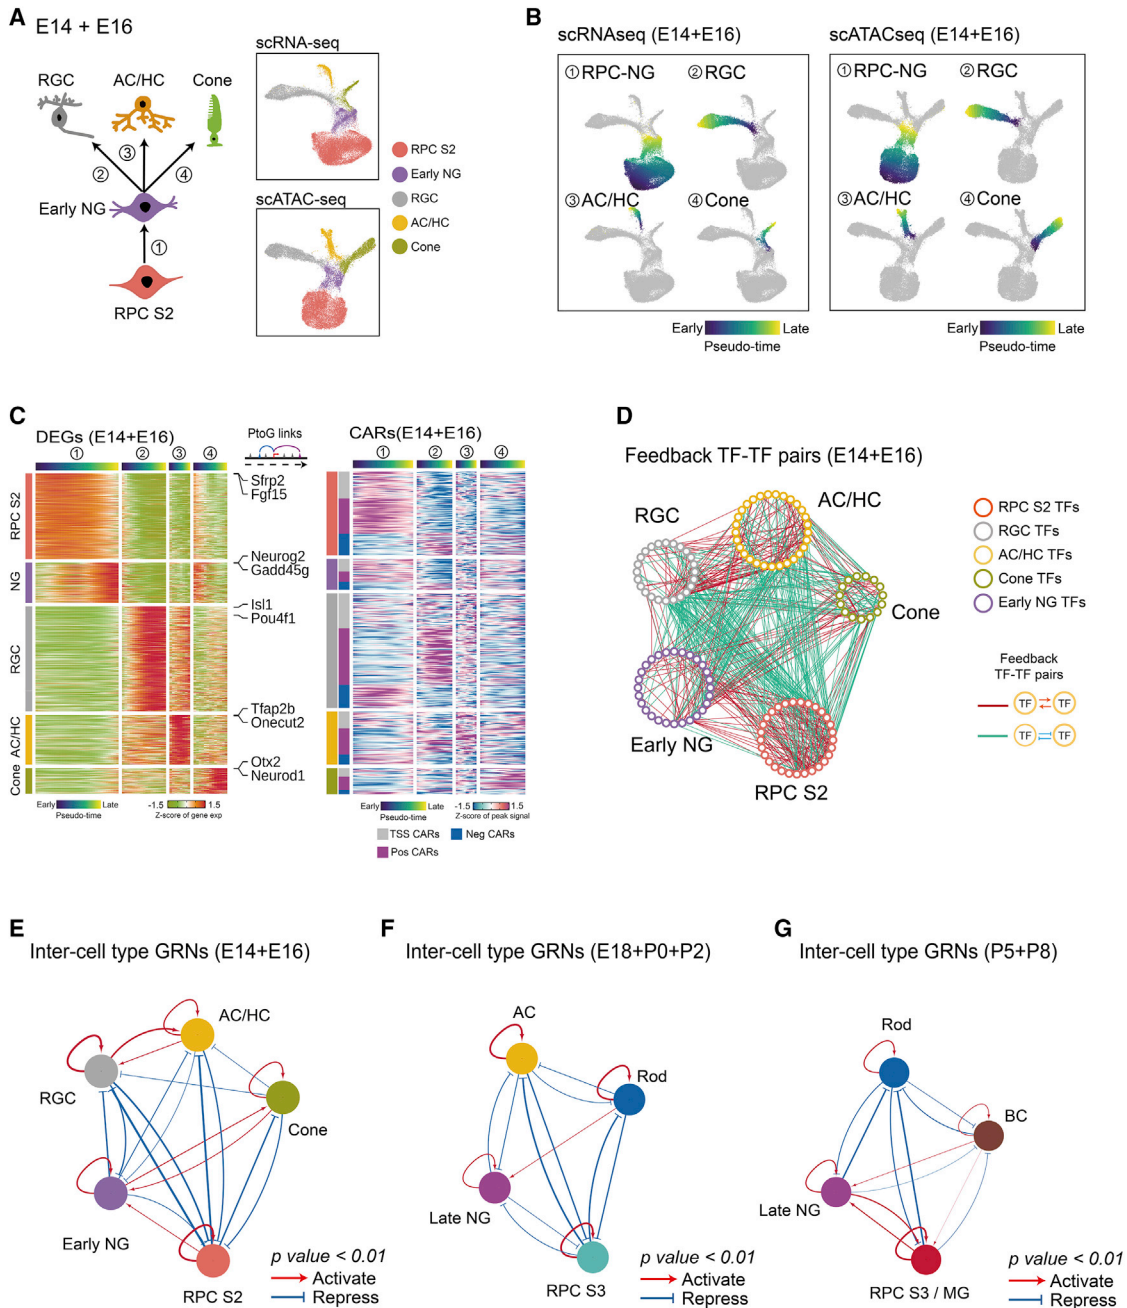 A
E14 + E16
RGC
AC/HC
Cone
③
②
④
Early NG
①
RPC S2
scRNA-seq
scATAC-seq
RPC S2
Early NG
RGC
AC/HC
Cone
B
scRNAseq (E14+E16)
①RPC-NG
②RGC
③AC/HC
④Cone
Early
Late
Pseudo-time
scATACseq (E14+E16)
①RPC-NG
②RGC
③AC/HC
④Cone
Early
Late
Pseudo-time
C
DEGs (E14+E16)
① ② ③ ④
RPC S2
NG
RGC
AC/HC
Cone
Early
Late
Pseudo-time
-1.5 1.5
Z-score of gene exp
PtoG links
Sfrp2
Fgf15
Neurog2
Gadd45g
Isl1
Pou4f1
Tfap2b
Onecut2
Otx2
Neurod1
CARs(E14+E16)
① ② ③ ④
Early
Late
Pseudo-time
-1.5 1.5
Z-score of peak signal
TSS CARs
Neg CARs
Pos CARs
D
Feedback TF-TF pairs (E14+E16)
AC/HC
RGC
Cone
Early NG
RPC S2
RPC S2 TFs
RGC TFs
AC/HC TFs
Cone TFs
Early NG TFs
Feedback
TF-TF pairs
TF TF
TF TF
E
Inter-cell type GRNs (E14+E16)
AC/HC
RGC
Cone
Early NG
RPC S2
p value < 0.01
Activate
Repress
F
Inter-cell type GRNs (E18+P0+P2)
AC
Rod
Late NG
RPC S3
p value < 0.01
Activate
Repress
G
Inter-cell type GRNs (P5+P8)
Rod
BC
Late NG
RPC S3 / MG
p value < 0.01
Activate
Repress